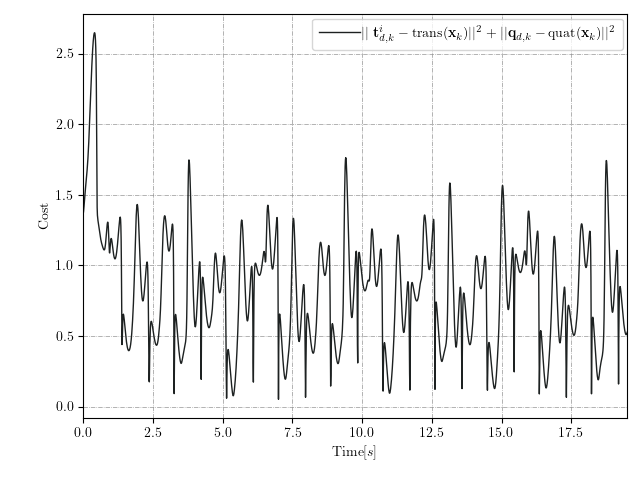 || t^i_{d,k} − trans(x_k)||^2 + ||q_{d,k} − quat(x_k)||^2
2.5
2.0
1.5
1.0
0.5
0.0
Cost
0.0 2.5 5.0 7.5 10.0 12.5 15.0 17.5
Time[s]